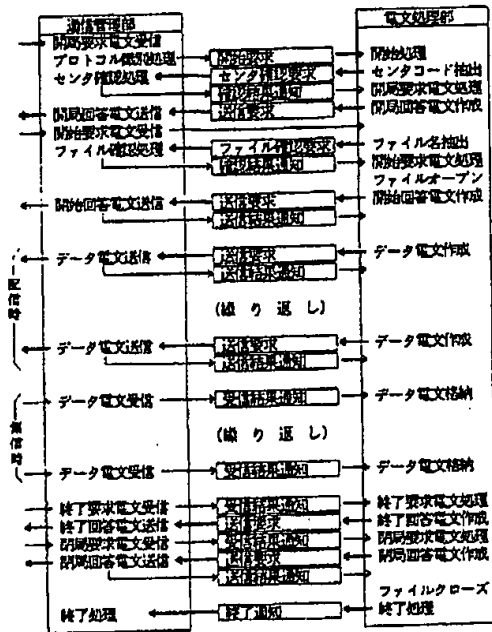 通信管理部
電文処理部
開局要求電文受信
プロトコル識別処理 開始要求 開始処理
センタ確認処理 センタ確認要求 センタコード抽出
確認結果通知 開局要求電文処理
開局回答電文送信 送信要求 開局回答電文作成
開始要求電文受信
ファイル確認処理 ファイル確認要求 ファイル名抽出
確認結果通知 開始要求電文処理
ファイルオープン
開始回答電文送信 送信要求 開始回答電文作成
送信結果通知
データ電文送信 送信要求 データ電文作成
送信結果通知
配信時
(繰り返し)
データ電文送信 送信要求 データ電文作成
送信結果通知
データ電文受信 受信結果通知 データ電文格納
集信時
(繰り返し)
データ電文受信 受信結果通知 データ電文格納
終了要求電文受信 受信結果通知 終了要求電文処理
終了回答電文送信 送信要求 終了回答電文作成
閉局要求電文受信 受信結果通知 閉局要求電文処理
閉局回答電文送信 送信要求 閉局回答電文作成
送信結果通知
ファイルクローズ
終了処理 終了通知 終了処理